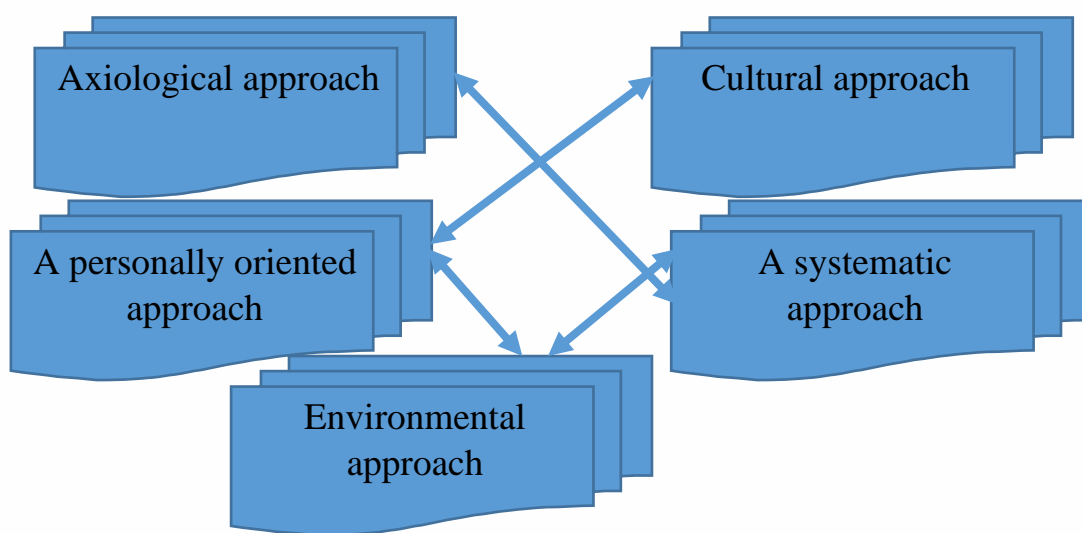 Axiological approach
Cultural approach
A personally oriented
approach
A systematic
approach
Environmental
approach